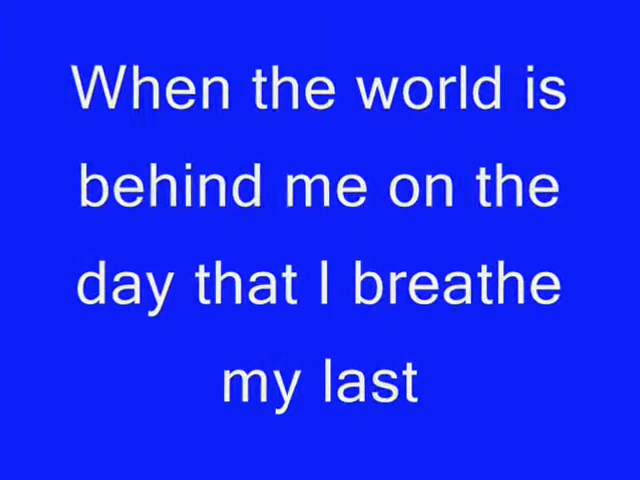 When the world is
behind me on the
day that I breathe
my last